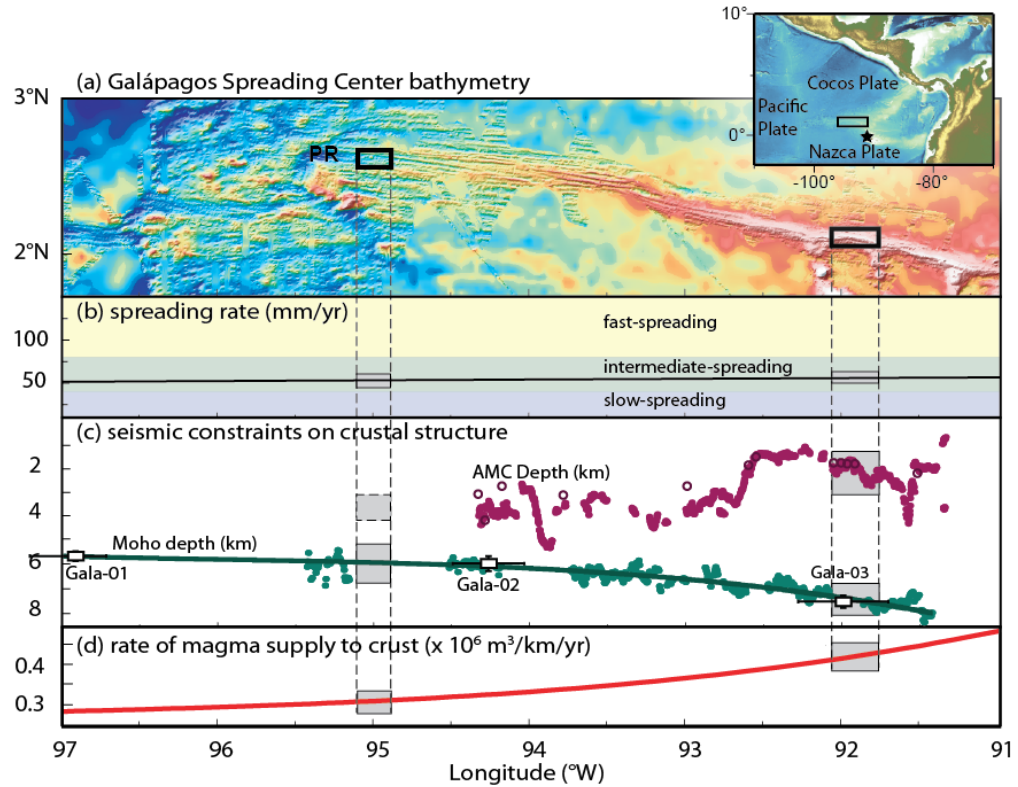 10°
(a) Galápagos Spreading Center bathymetry
3°N
Cocos Plate
Pacific
Plate
0°
Nazca Plate
-100°
-80°
PR
2°N
(b) spreading rate (mm/yr)
fast-spreading
100
intermediate-spreading
50
slow-spreading
(c) seismic constraints on crustal structure
2
AMC Depth (km)
4
Moho depth (km)
6
Gala-01
Gala-02
Gala-03
8
(d) rate of magma supply to crust (x 10⁶ m³/km/yr)
0.4
0.3
97
95
94
93
92
91
Longitude (°W)